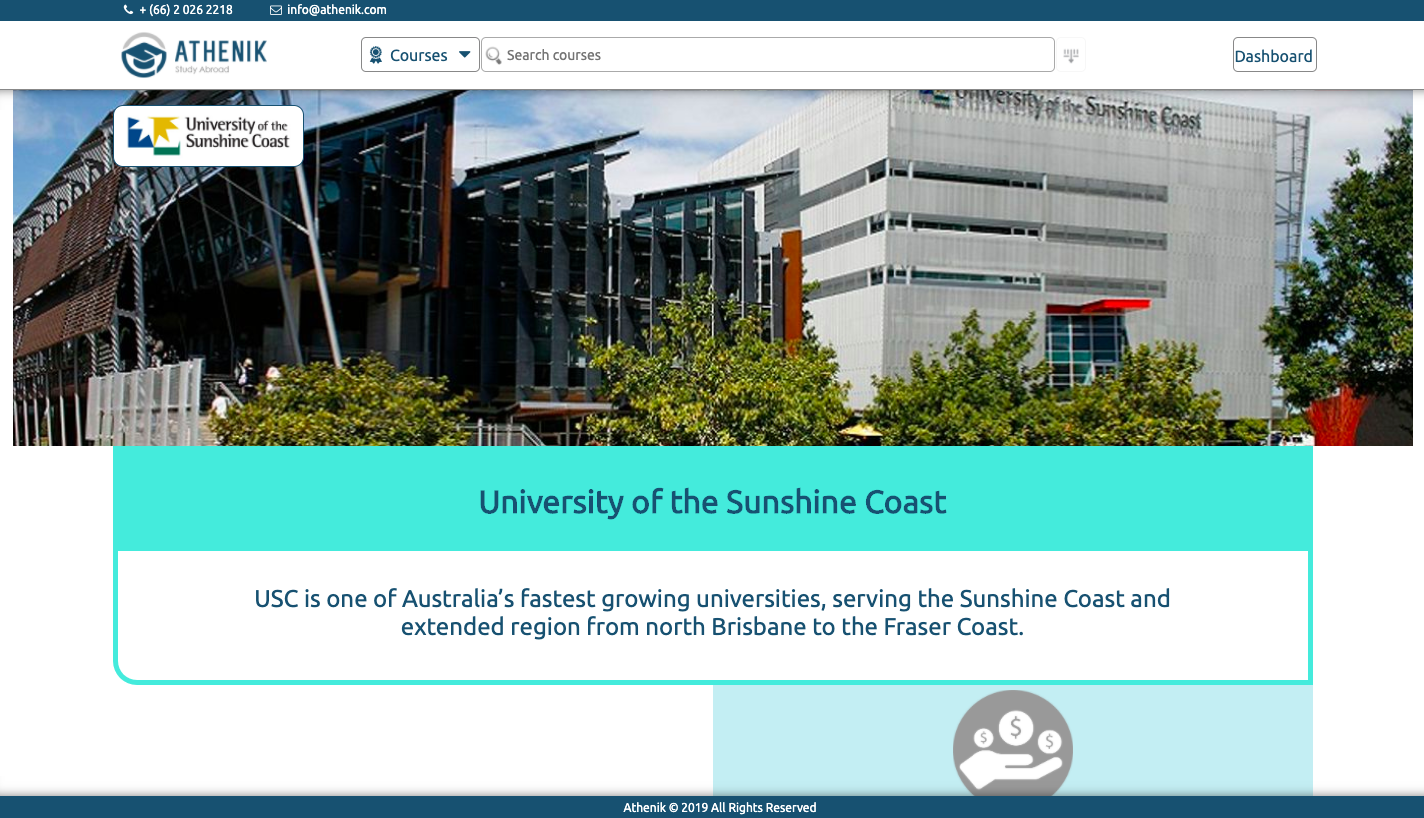 + (66) 2 026 2218 info@athenik.com
ATHENIK
Study Abroad
Courses Search courses Dashboard
University of the Sunshine Coast
University of the
Sunshine Coast
University of the Sunshine Coast
USC is one of Australia’s fastest growing universities, serving the Sunshine Coast and
extended region from north Brisbane to the Fraser Coast.
$ $ $
Athenik © 2019 All Rights Reserved